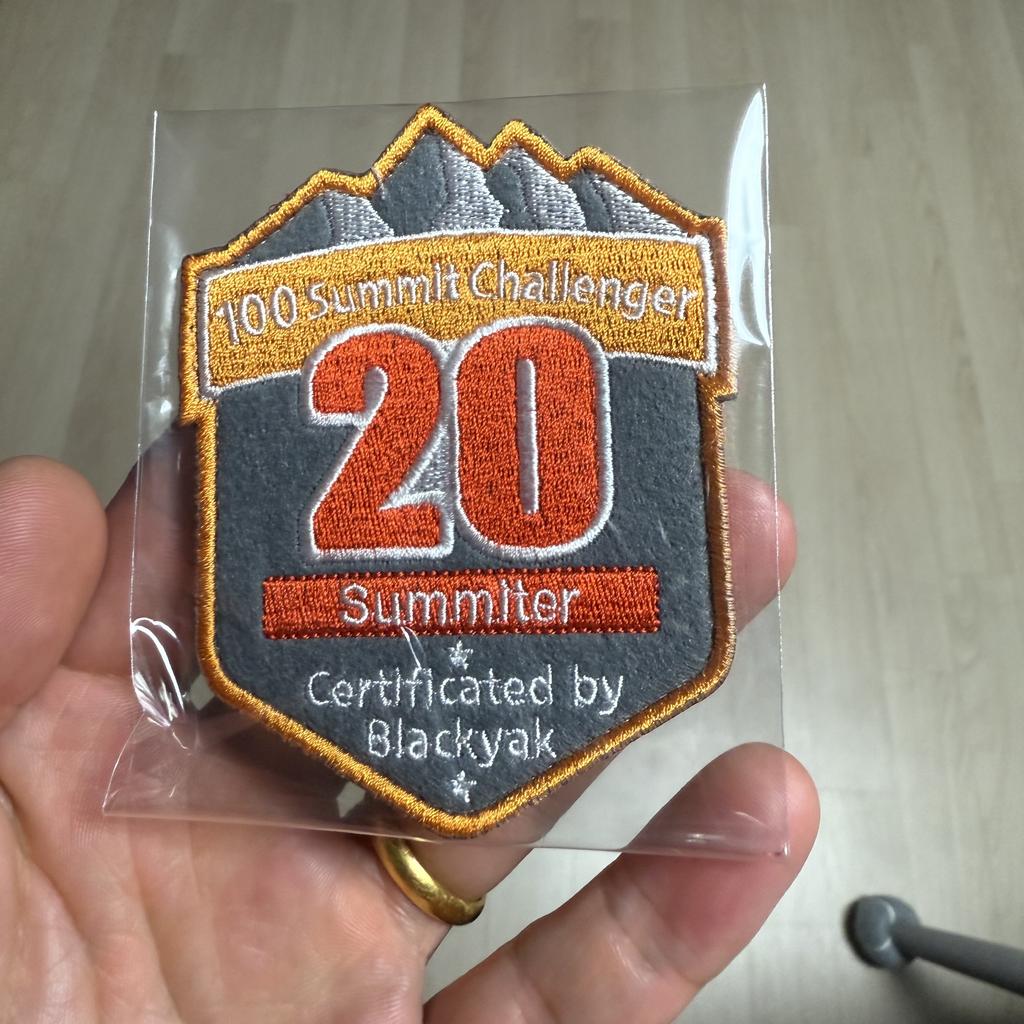 100 Summit Challenger
20
Summiter
Certificated by
Blackyak